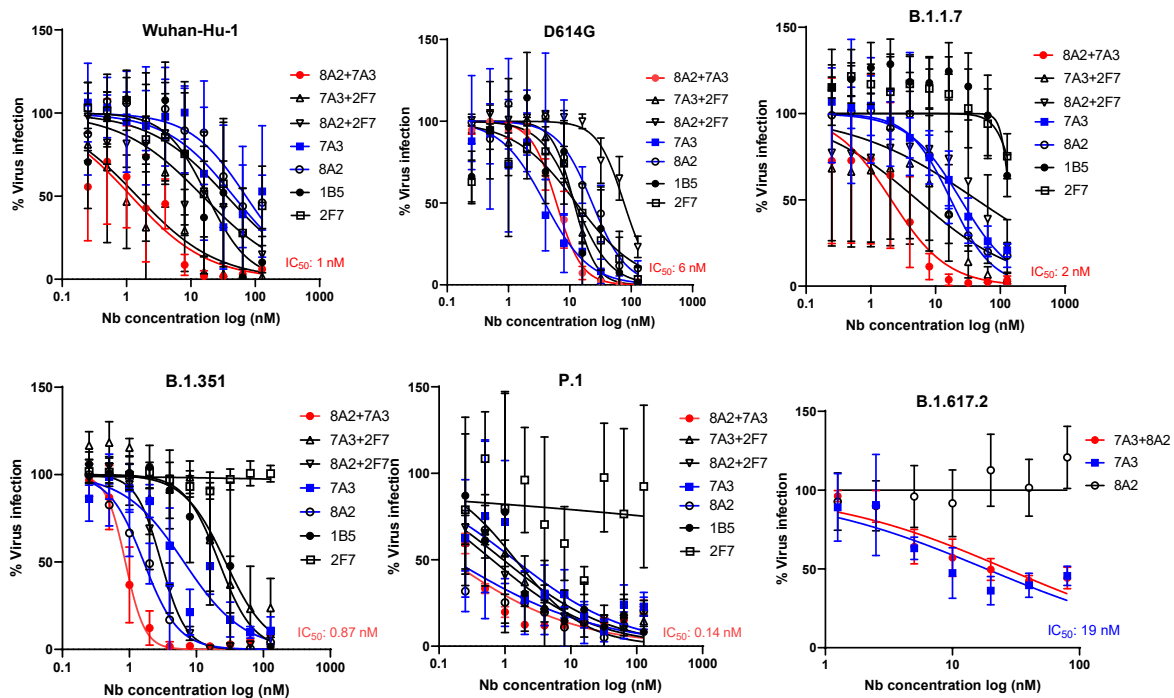 Wuhan-Hu-1
% Virus infection
150
100
50
0
0.1 1 10 100 1000
Nb concentration log (nM)
8A2+7A3
7A3+2F7
8A2+2F7
7A3
8A2
1B5
2F7
IC50: 1 nM
D614G
% Virus infection
150
100
50
0
0.1 1 10 100 1000
Nb concentration log (nM)
8A2+7A3
7A3+2F7
8A2+2F7
7A3
8A2
1B5
2F7
IC50: 6 nM
B.1.1.7
% Virus infection
150
100
50
0
0.1 1 10 100 1000
Nb concentration log (nM)
8A2+7A3
7A3+2F7
8A2+2F7
7A3
8A2
1B5
2F7
IC50: 2 nM
B.1.351
% Virus infection
150
100
50
0
0.1 1 10 100 1000
Nb concentration log (nM)
8A2+7A3
7A3+2F7
8A2+2F7
7A3
8A2
1B5
2F7
IC50: 0.87 nM
P.1
% Virus infection
150
100
50
0
0.1 1 10 100 1000
Nb concentration log (nM)
8A2+7A3
7A3+2F7
8A2+2F7
7A3
8A2
1B5
2F7
IC50: 0.14 nM
B.1.617.2
% Virus infection
150
100
50
0
1 10 100
Nb concentration log (nM)
7A3+8A2
7A3
8A2
IC50: 19 nM